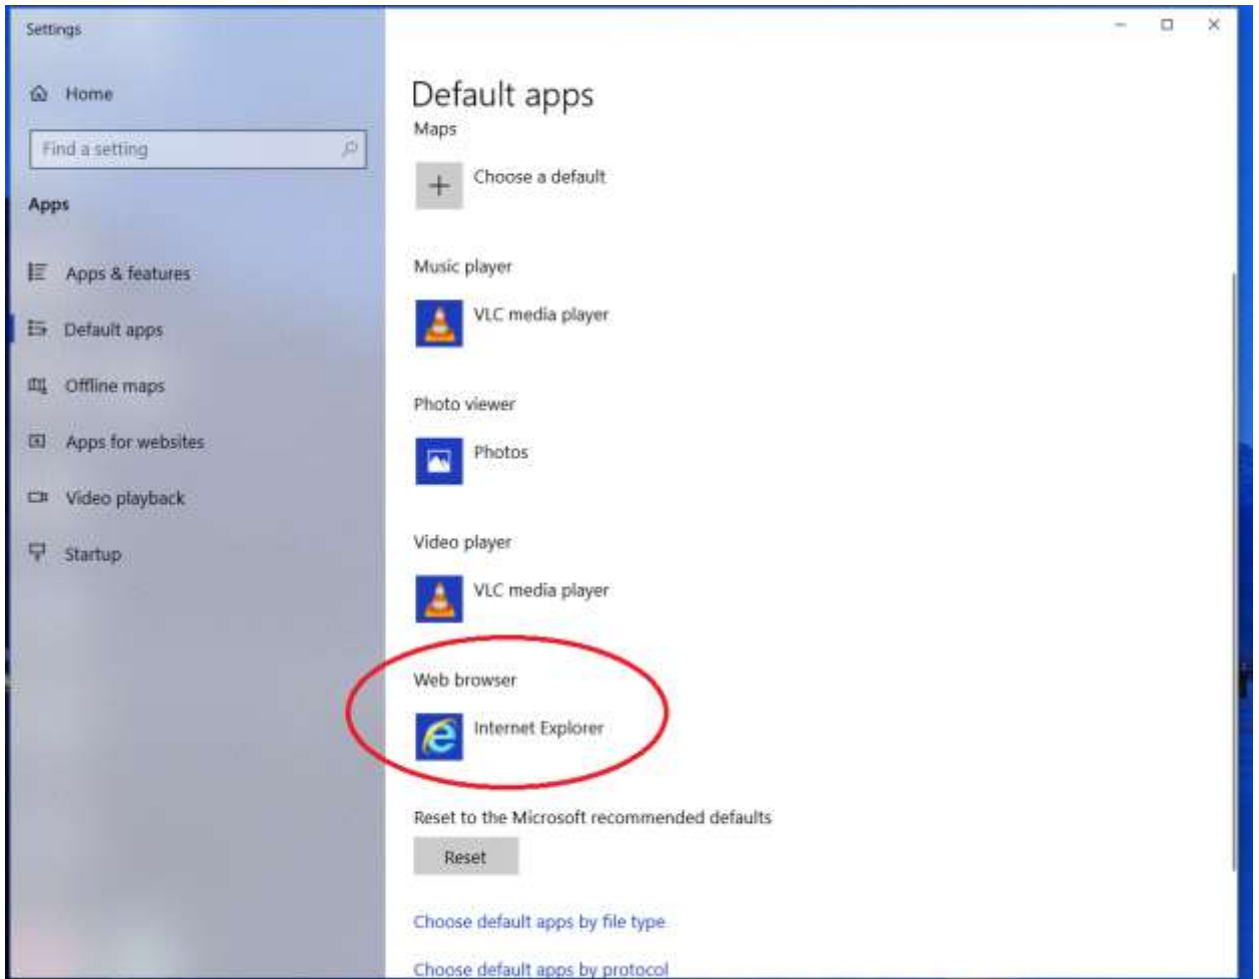 Settings
Home
Find a setting
Apps
Apps & features
Default apps
Offline maps
Apps for websites
Video playback
Startup
Default apps
Maps
Choose a default
Music player
VLC media player
Photo viewer
Photos
Video player
VLC media player
Web browser
Internet Explorer
Reset to the Microsoft recommended defaults
Reset
Choose default apps by file type
Choose default apps by protocol